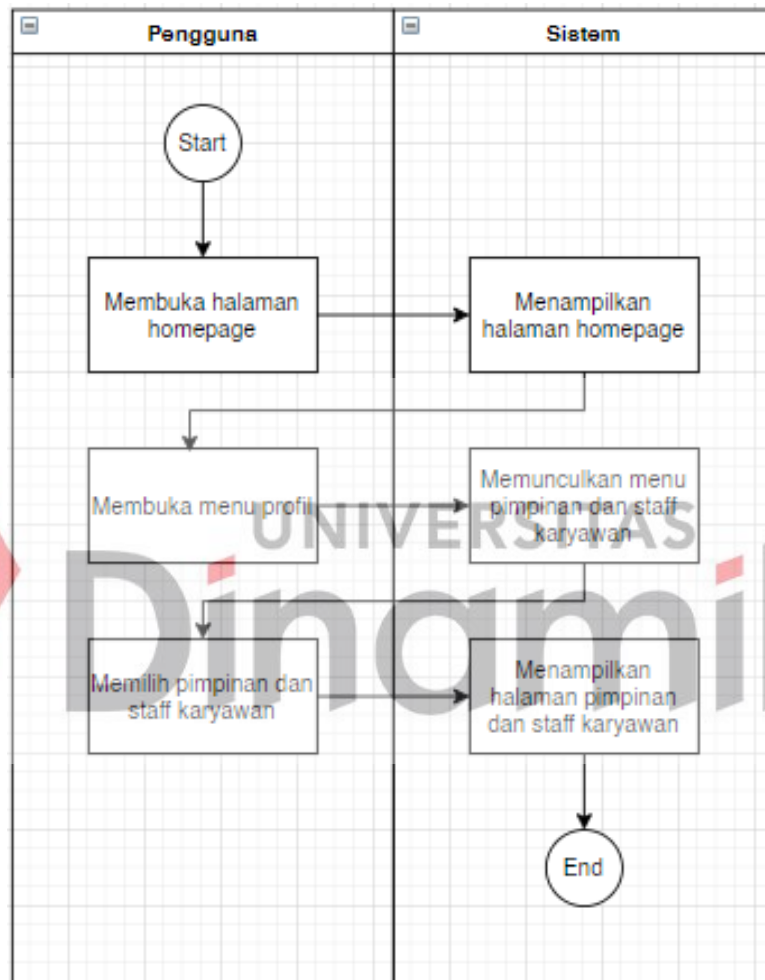 Pengguna
Sistem
Start
Membuka halaman
homepage
Menampilkan
halaman homepage
Membuka menu profil
Memunculkan menu
pimpinan dan staff
karyawan
UNIVERSITAS
Memilih pimpinan dan
staff karyawan
Menampilkan
halaman pimpinan
dan staff karyawan
End